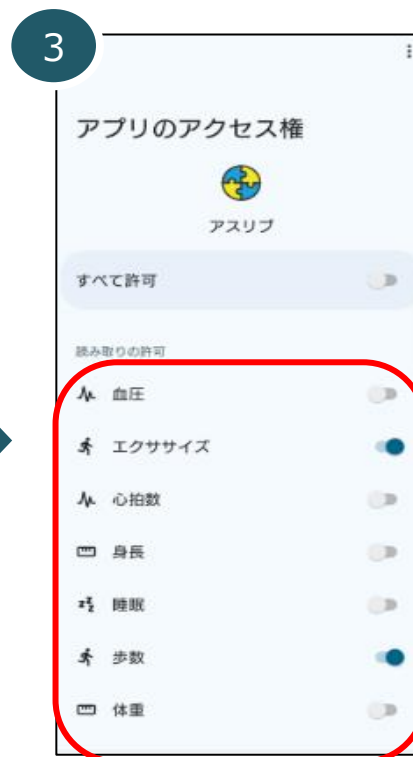 3
アプリのアクセス権
アスリブ
すべて許可
読み取りの許可
血圧
エクササイズ
心拍数
身長
睡眠
歩数
体重